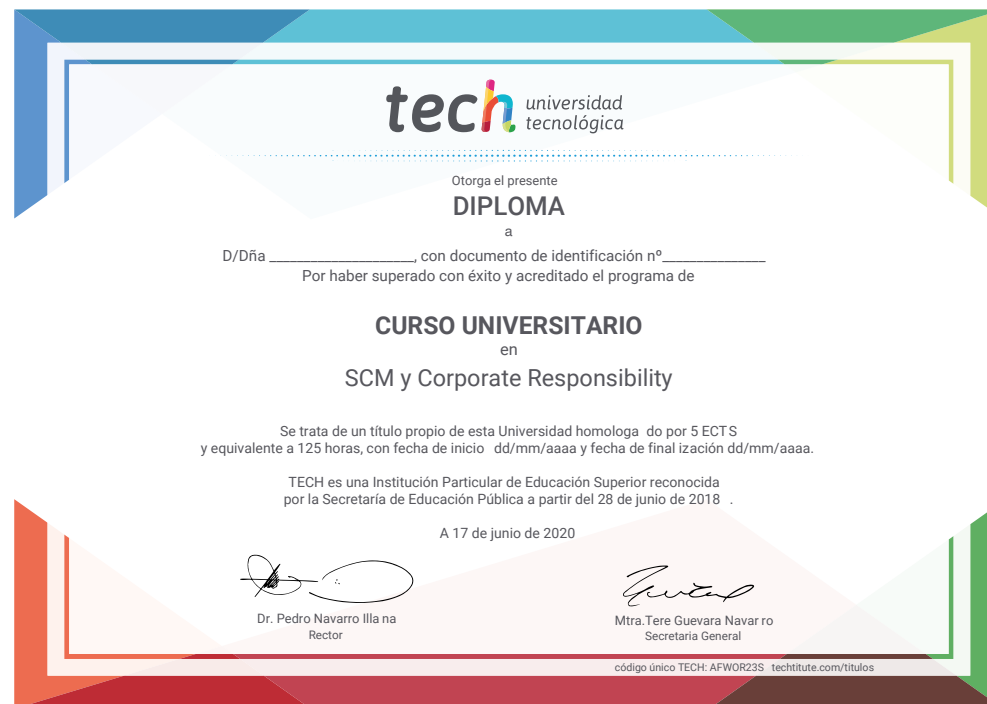 tech universidad
tecnológica
Otorga el presente
DIPLOMA
a
D/Dña ______________________, con documento de identificación nº______________
Por haber superado con éxito y acreditado el programa de
CURSO UNIVERSITARIO
en
SCM y Corporate Responsibility
Se trata de un título propio de esta Universidad homologa do por 5 ECTS
y equivalente a 125 horas, con fecha de inicio dd/mm/aaaa y fecha de final ización dd/mm/aaaa.
TECH es una Institución Particular de Educación Superior reconocida
por la Secretaría de Educación Pública a partir del 28 de junio de 2018 .
A 17 de junio de 2020
Dr. Pedro Navarro Illa na
Rector
Mtra.Tere Guevara Navar ro
Secretaria General
código único TECH: AFWOR23S techtitute.com/titulos